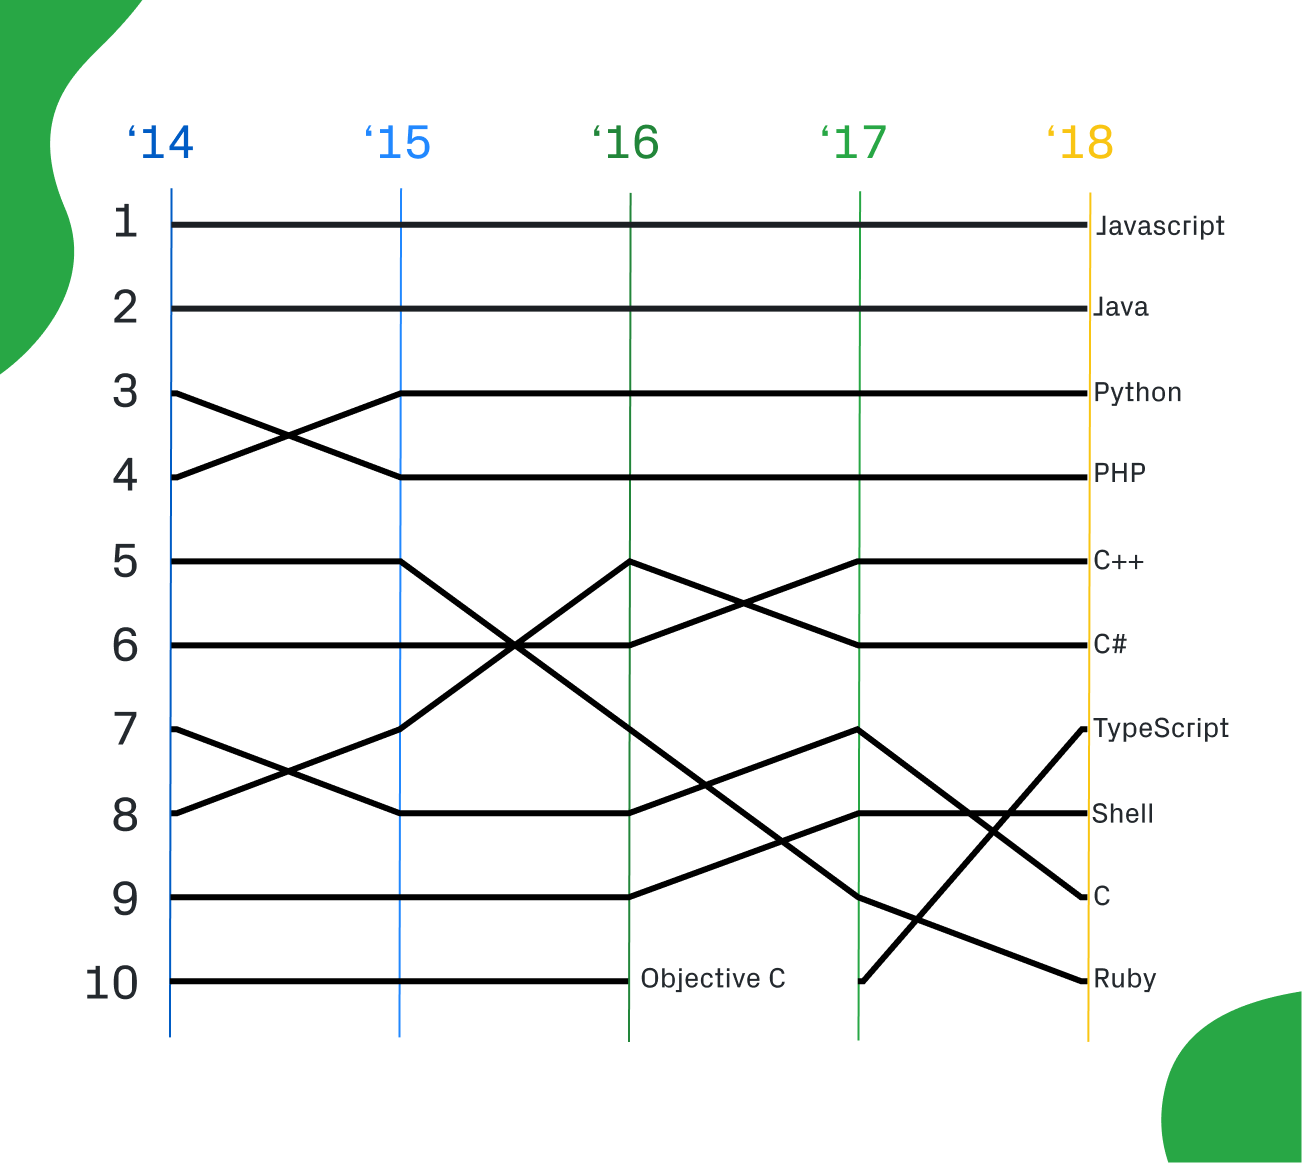 ‘14 ‘15 ‘16 ‘17 ‘18
1 Javascript
2 Java
3 Python
4 PHP
5 C++
6 C#
7 TypeScript
8 Shell
9 C
10 Objective C Ruby